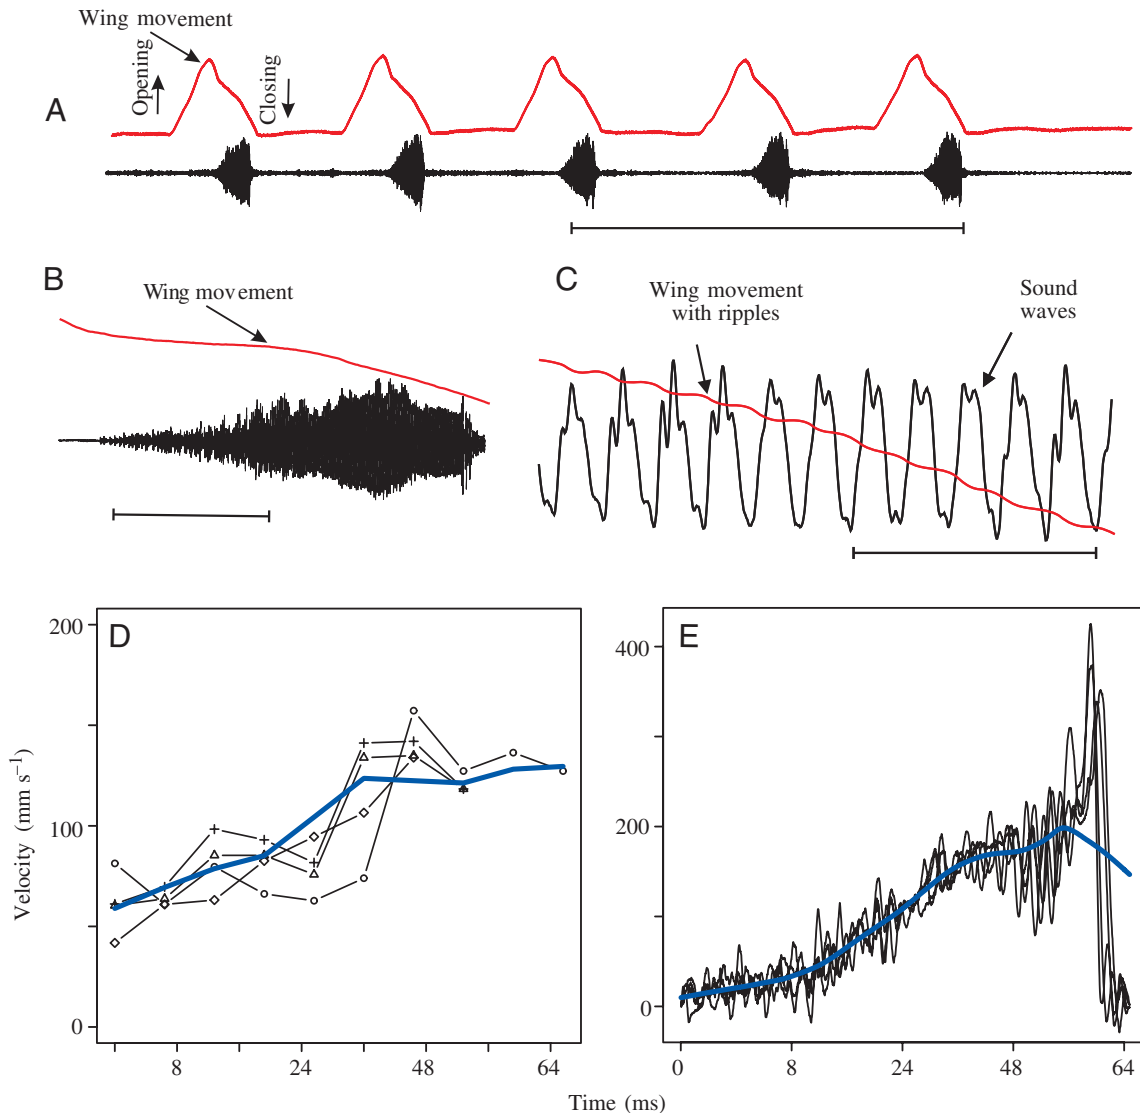 Wing movement
Opening
Closing
A
B
Wing movement
C
Wing movement
with ripples
Sound
waves
D
200
100
0
8
24
48
64
Velocity (mm s⁻¹)
E
400
200
0
0
8
24
48
64
Time (ms)